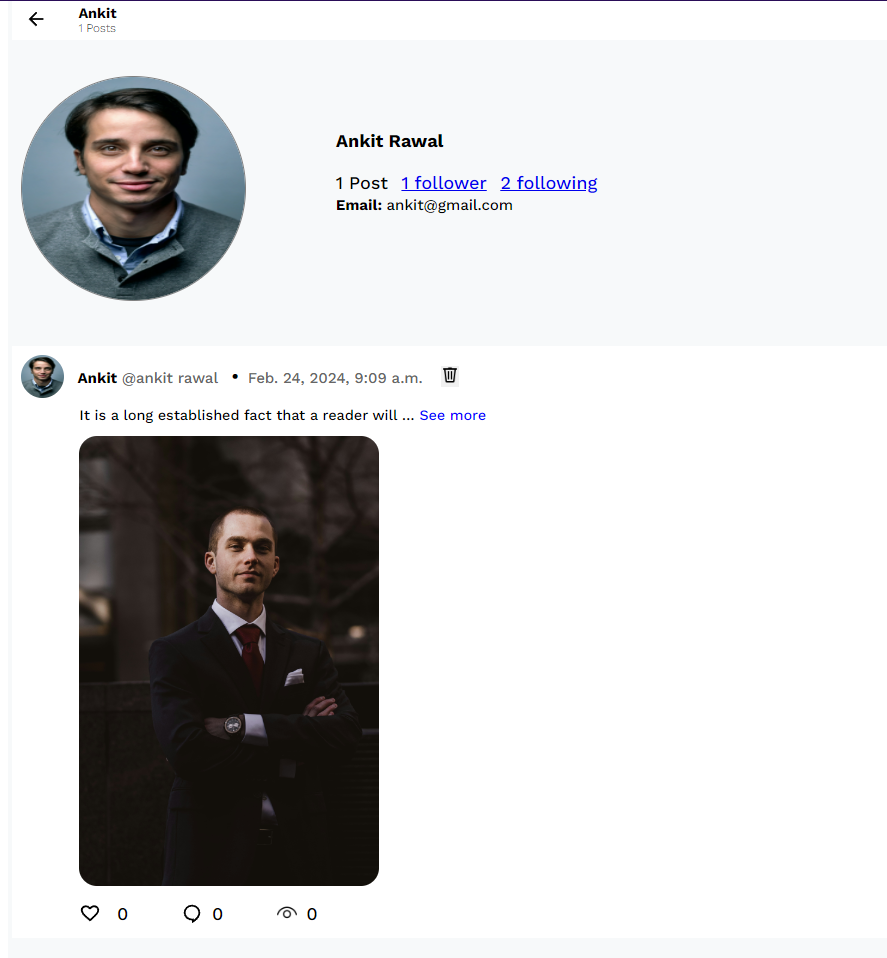 Ankit
1 Posts
Ankit Rawal
1 Post 1 follower 2 following
Email: ankit@gmail.com
Ankit @ankit rawal • Feb. 24, 2024, 9:09 a.m.
It is a long established fact that a reader will ... See more
0 0 0